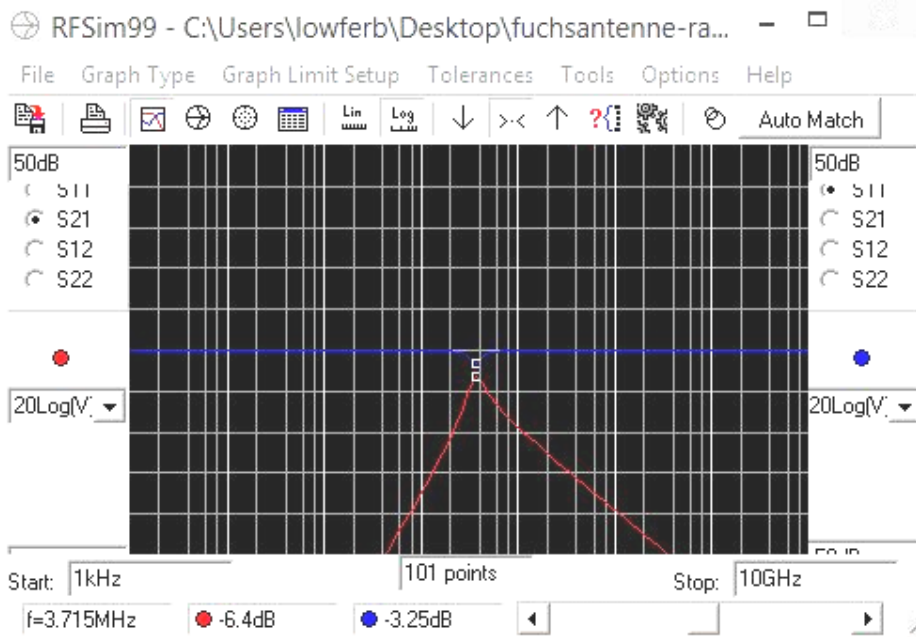 RFSim99 - C:\Users\lowferb\Desktop\fuchsantenne-ra...
File Graph Type Graph Limit Setup Tolerances Tools Options Help
Lin Log Auto Match
50dB 50dB
S11 S11
S21 S21
S12 S12
S22 S22
20Log(V) 20Log(V)
Start: 1kHz 101 points Stop: 10GHz
f=3.715MHz -6.4dB -3.25dB